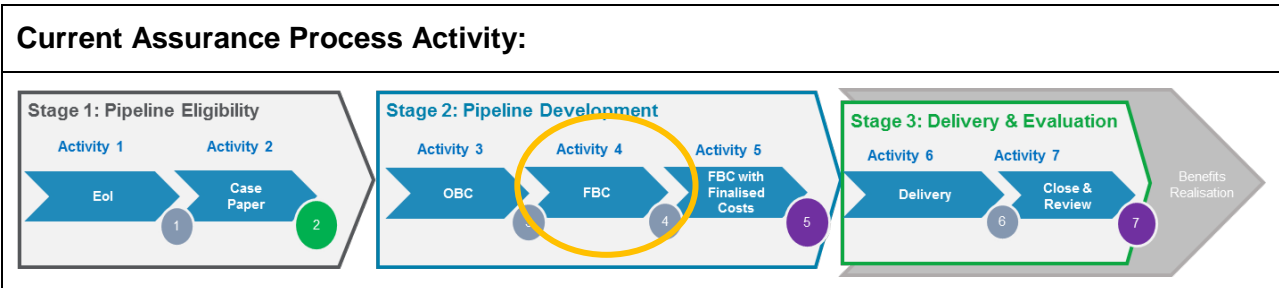 Current Assurance Process Activity:
Stage 1: Pipeline Eligibility
Activity 1
Activity 2
EoI
Case
Paper
1
2
Stage 2: Pipeline Development
Activity 3
Activity 4
Activity 5
OBC
FBC
FBC with
Finalised
Costs
3
4
5
Stage 3: Delivery & Evaluation
Activity 6
Activity 7
Delivery
Close &
Review
6
7
Benefits
Realisation